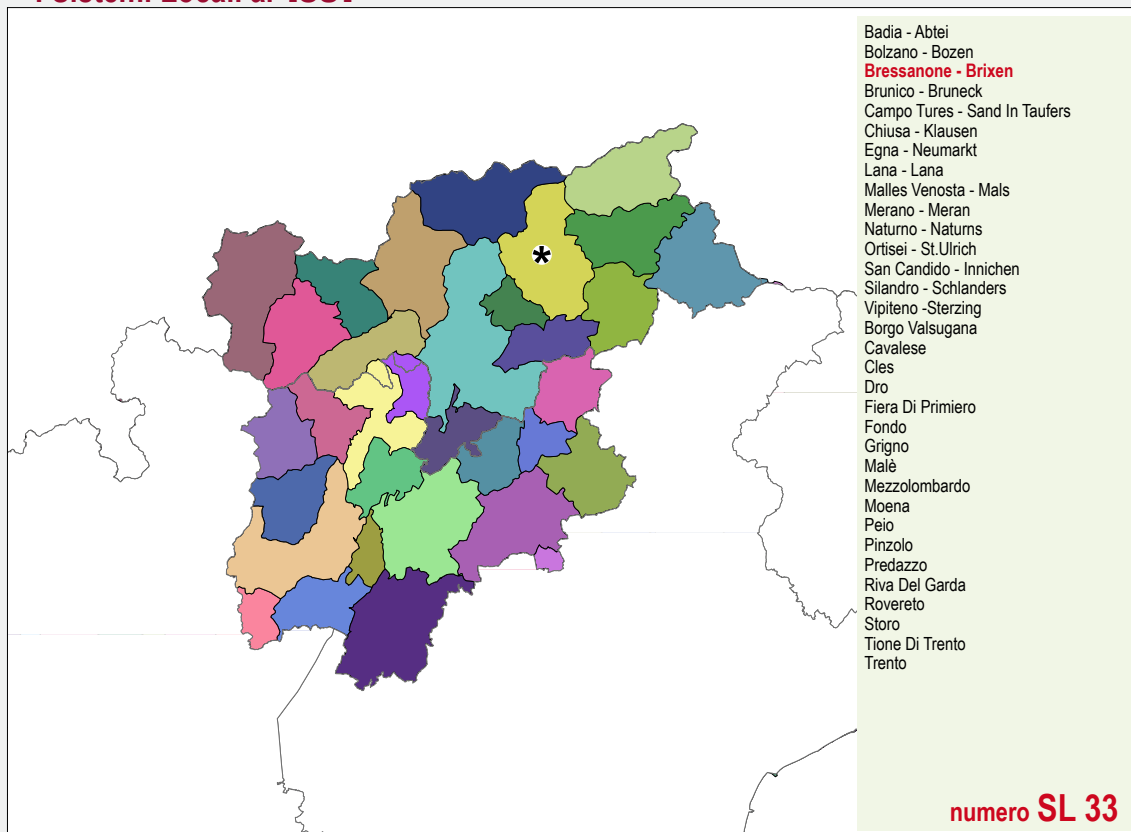 Badia - Abtei
Bolzano - Bozen
Bressanone - Brixen
Brunico - Bruneck
Campo Tures - Sand In Taufers
Chiusa - Klausen
Egna - Neumarkt
Lana - Lana
Malles Venosta - Mals
Merano - Meran
Naturno - Naturns
Ortisei - St.Ulrich
San Candido - Innichen
Silandro - Schlanders
Vipiteno -Sterzing
Borgo Valsugana
Cavalese
Cles
Dro
Fiera Di Primiero
Fondo
Grigno
Malè
Mezzolombardo
Moena
Peio
Pinzolo
Predazzo
Riva Del Garda
Rovereto
Storo
Tione Di Trento
Trento
numero SL 33